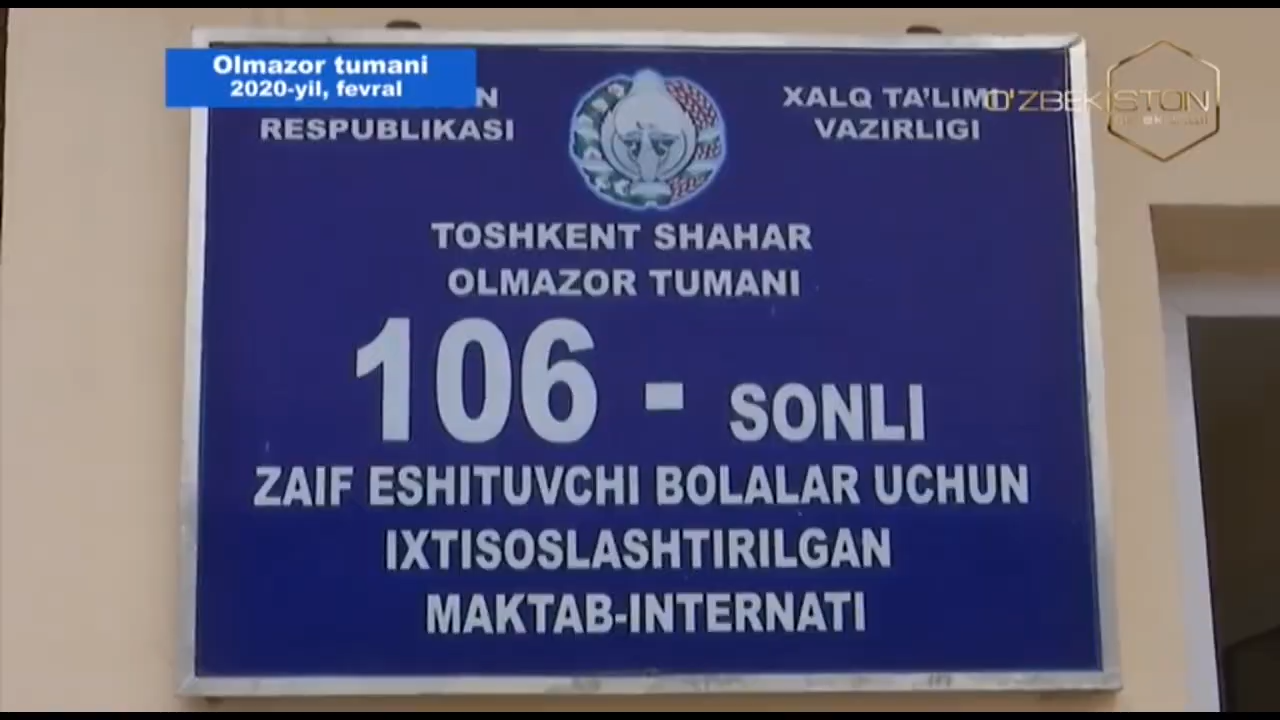 Olmazor tumani
2020-yil, fevral
RESPUBLIKASI
XALQ TA’LIMI
VAZIRLIGI
O'ZBEKISTON
TOSHKENT SHAHAR
OLMAZOR TUMANI
106 - SONLI
ZAIF ESHITUVCHI BOLALAR UCHUN
IXTISOSLASHTIRILGAN
MAKTAB-INTERNATI